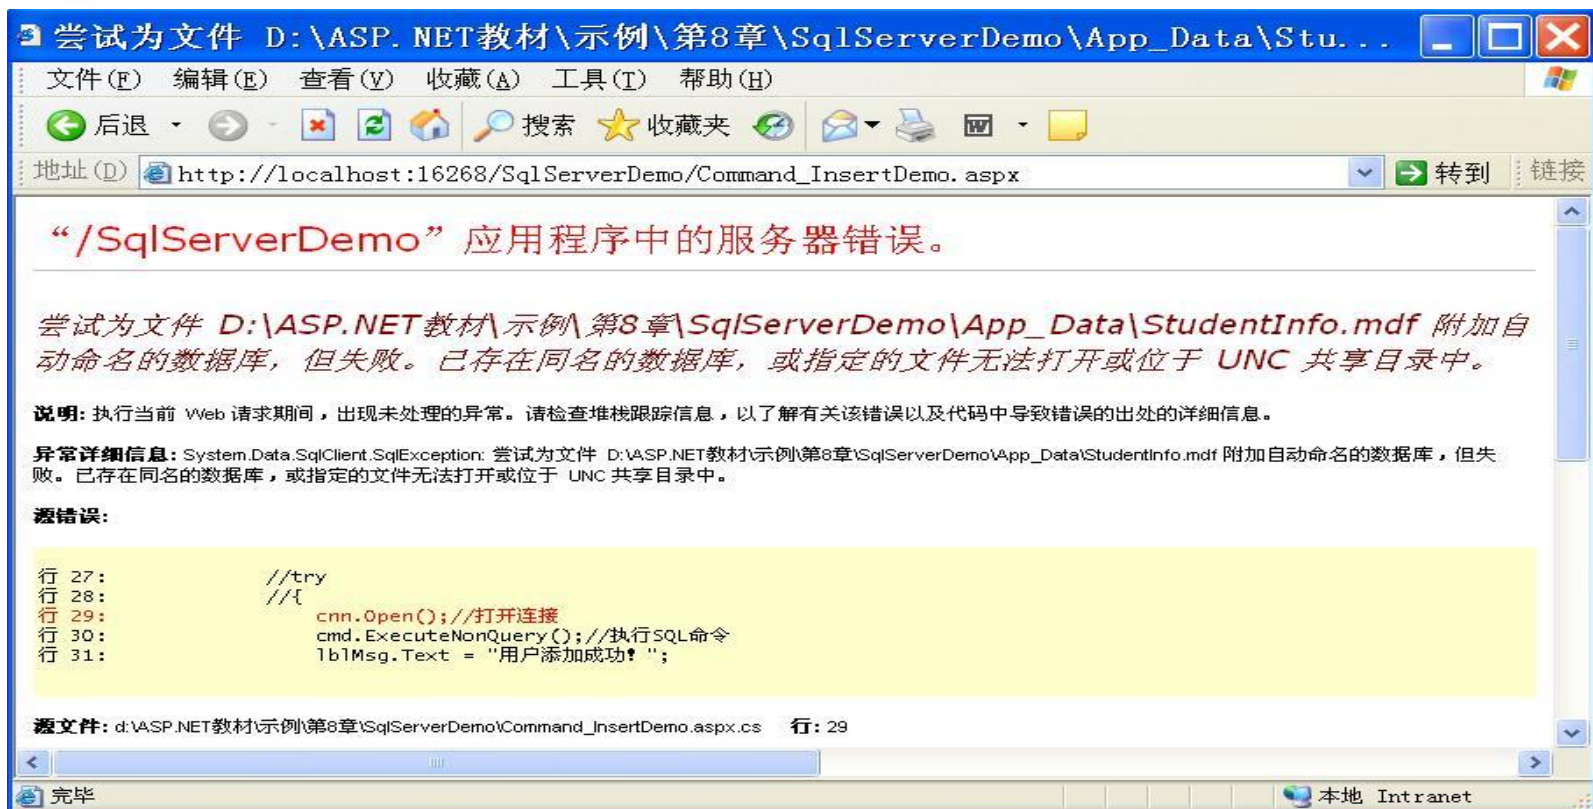 尝试为文件 D:\ASP.NET教材\示例\第8章\SqlServerDemo\App_Data\Stu...
文件(F) 编辑(E) 查看(V) 收藏(A) 工具(T) 帮助(H)
后退 搜索 收藏夹
地址(D) http://localhost:16268/SqlServerDemo/Command_InsertDemo.aspx 转到 链接
“/SqlServerDemo”应用程序中的服务器错误。
尝试为文件 D:\ASP.NET教材\示例\第8章\SqlServerDemo\App_Data\StudentInfo.mdf 附加自
动命名的数据库，但失败。已存在同名的数据库，或指定的文件无法打开或位于 UNC 共享目录中。
说明: 执行当前 Web 请求期间，出现未处理的异常。请检查堆栈跟踪信息，以了解有关该错误以及代码中导致错误的出处的详细信息。
异常详细信息: System.Data.SqlClient.SqlException: 尝试为文件 D:\ASP.NET教材\示例\第8章\SqlServerDemo\App_Data\StudentInfo.mdf 附加自动命名的数据库，但失
败。已存在同名的数据库，或指定的文件无法打开或位于 UNC 共享目录中。
源错误:
行 27: //try
行 28: //{
行 29: cnn.Open();//打开连接
行 30: cmd.ExecuteNonQuery();//执行SQL命令
行 31: lblMsg.Text = "用户添加成功！";
源文件: d:\ASP.NET教材\示例\第8章\SqlServerDemo\Command_InsertDemo.aspx.cs 行: 29
完毕 本地 Intranet